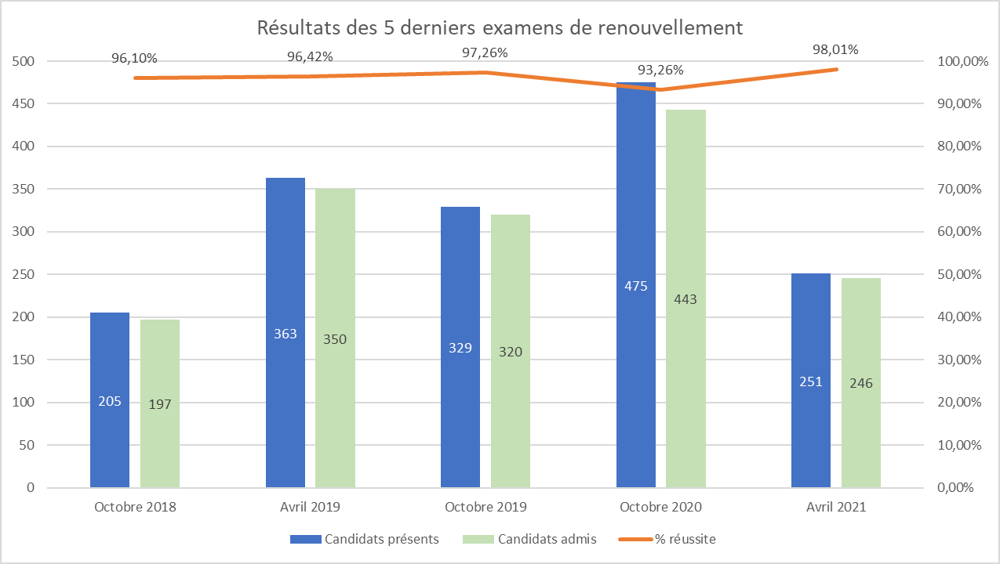 Résultats des 5 derniers examens de renouvellement
96,10% 96,42% 97,26% 93,26% 98,01%
500 100,00%
450 90,00%
400 80,00%
350 70,00%
300 60,00%
250 50,00%
200 40,00%
150 30,00%
100 20,00%
50 10,00%
0 0,00%
205 197 363 350 329 320 475 443 251 246
Octobre 2018 Avril 2019 Octobre 2019 Octobre 2020 Avril 2021
Candidats présents Candidats admis % réussite